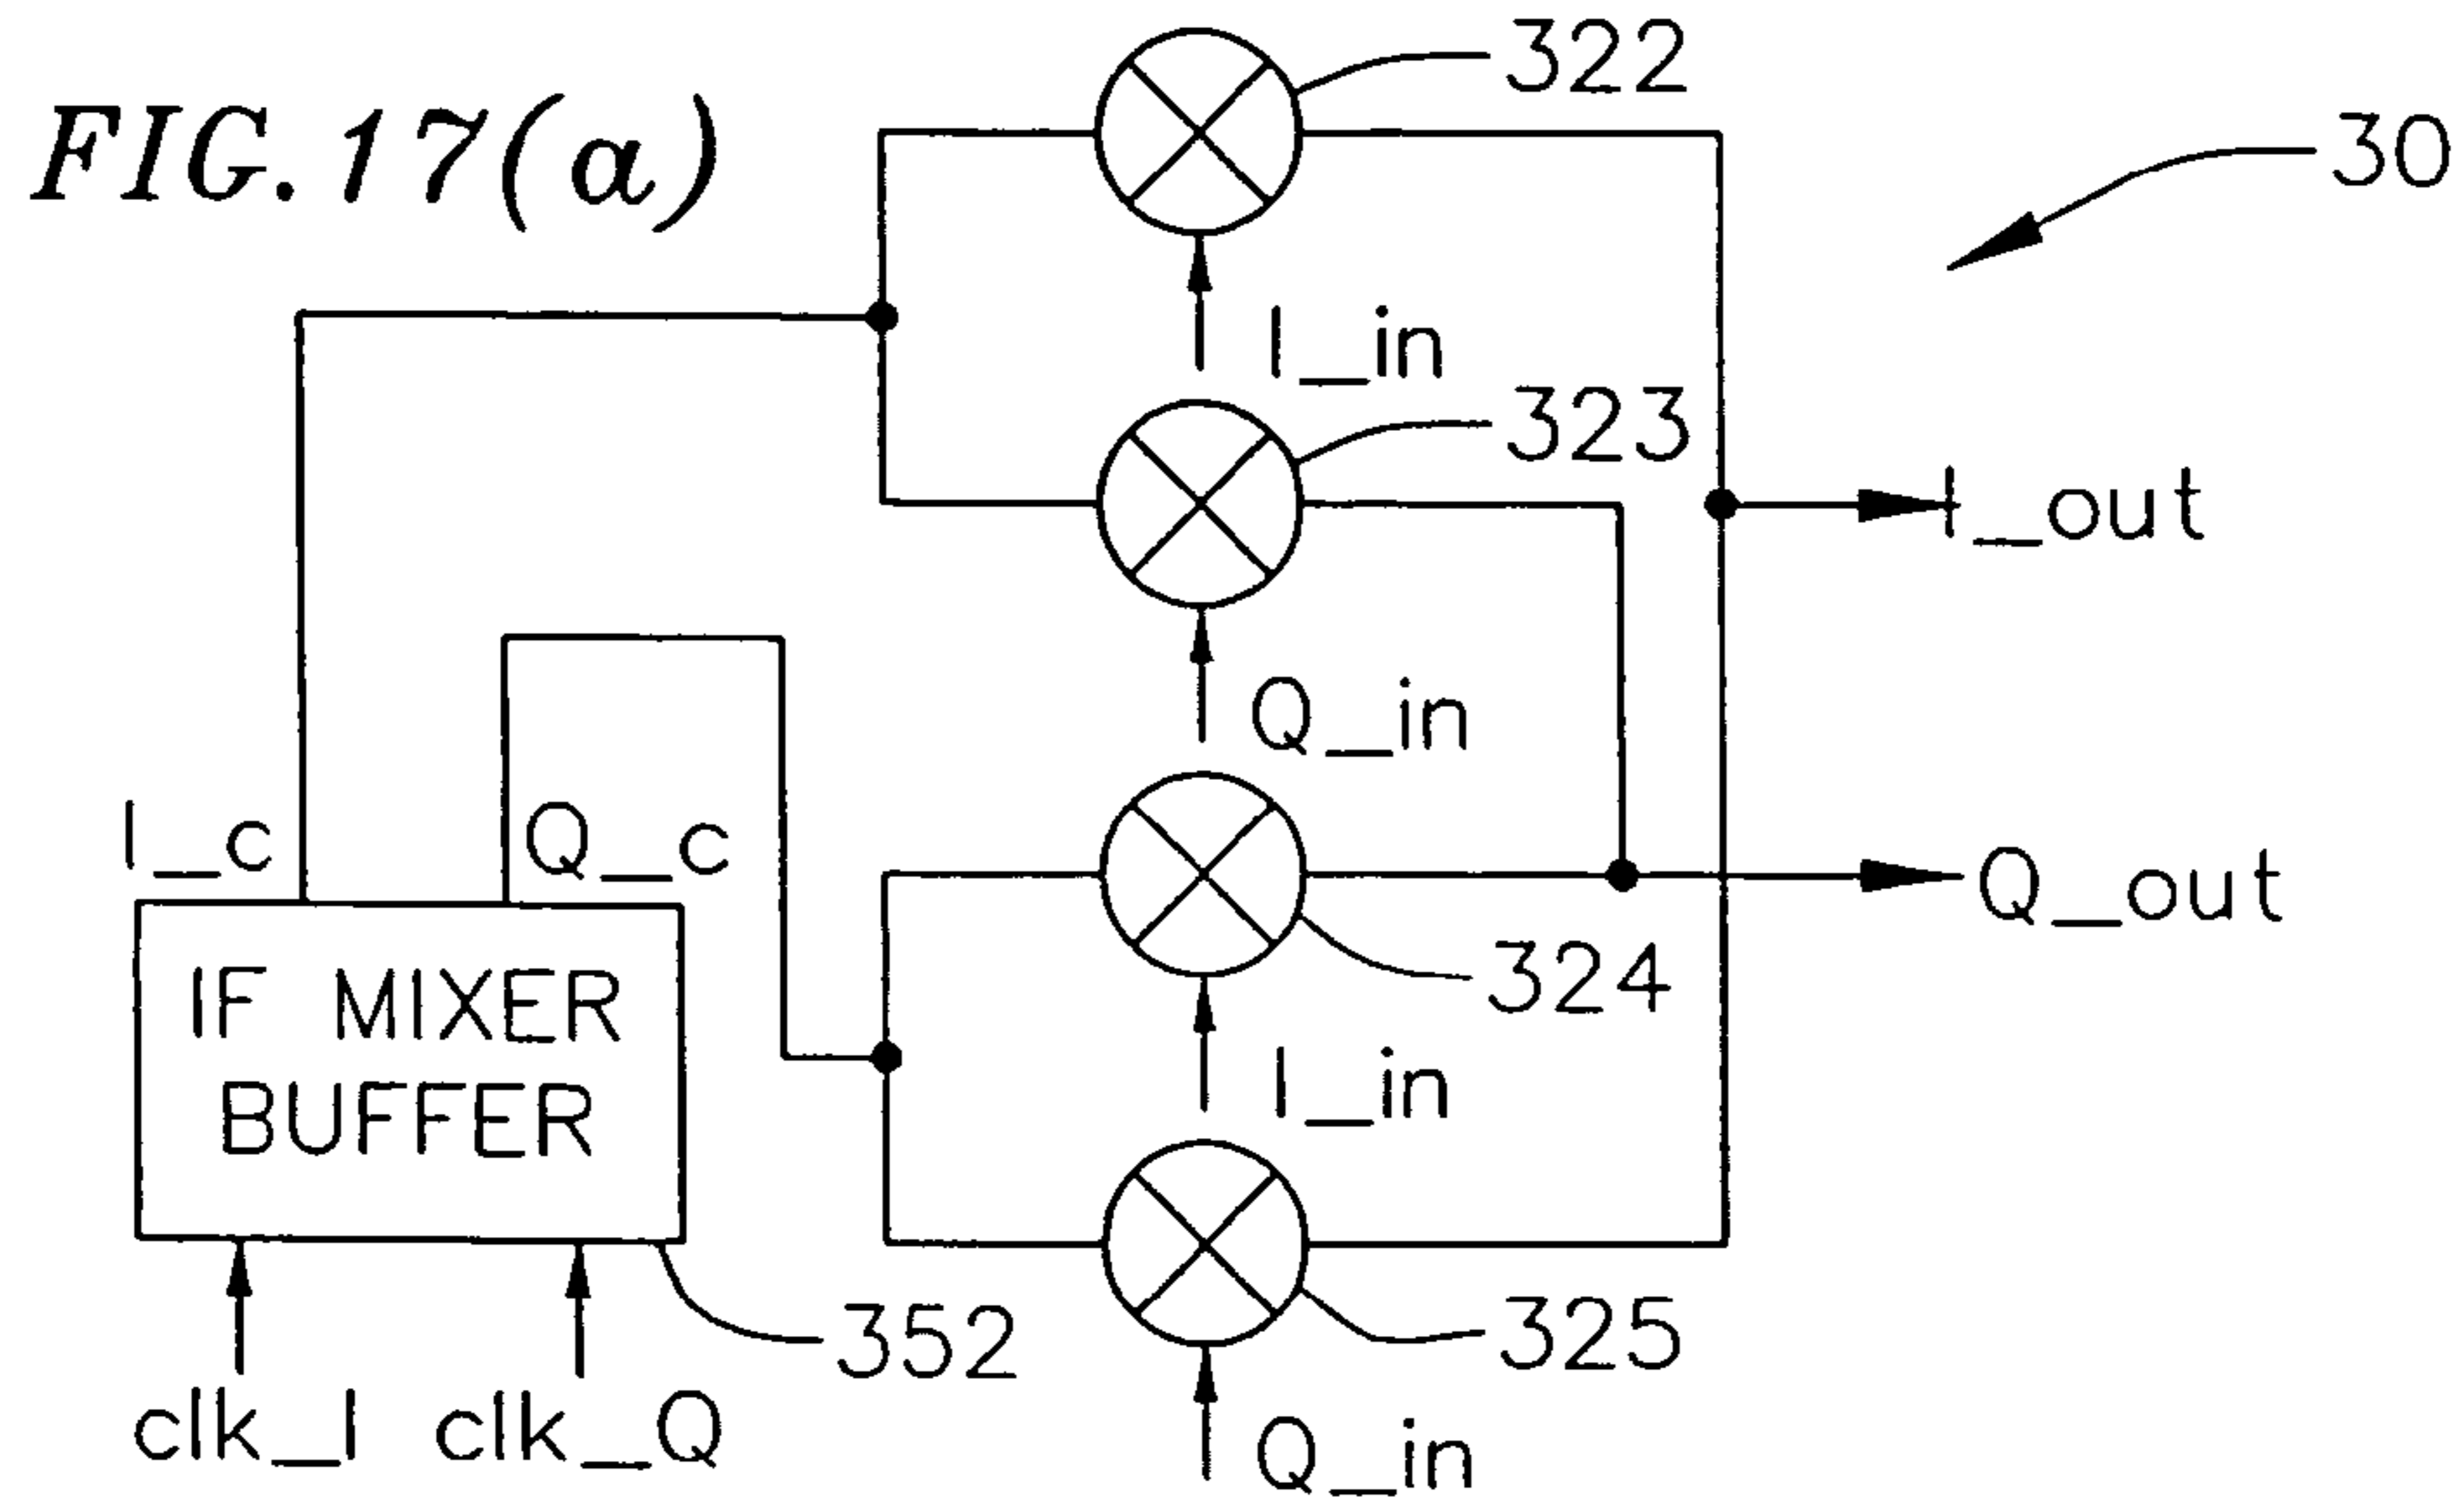 FIG. 17(a)
322
30
I_in
323
I_out
Q_in
I_c
Q_c
Q_out
IF MIXER
BUFFER
324
I_in
352
325
clk_I
clk_Q
Q_in